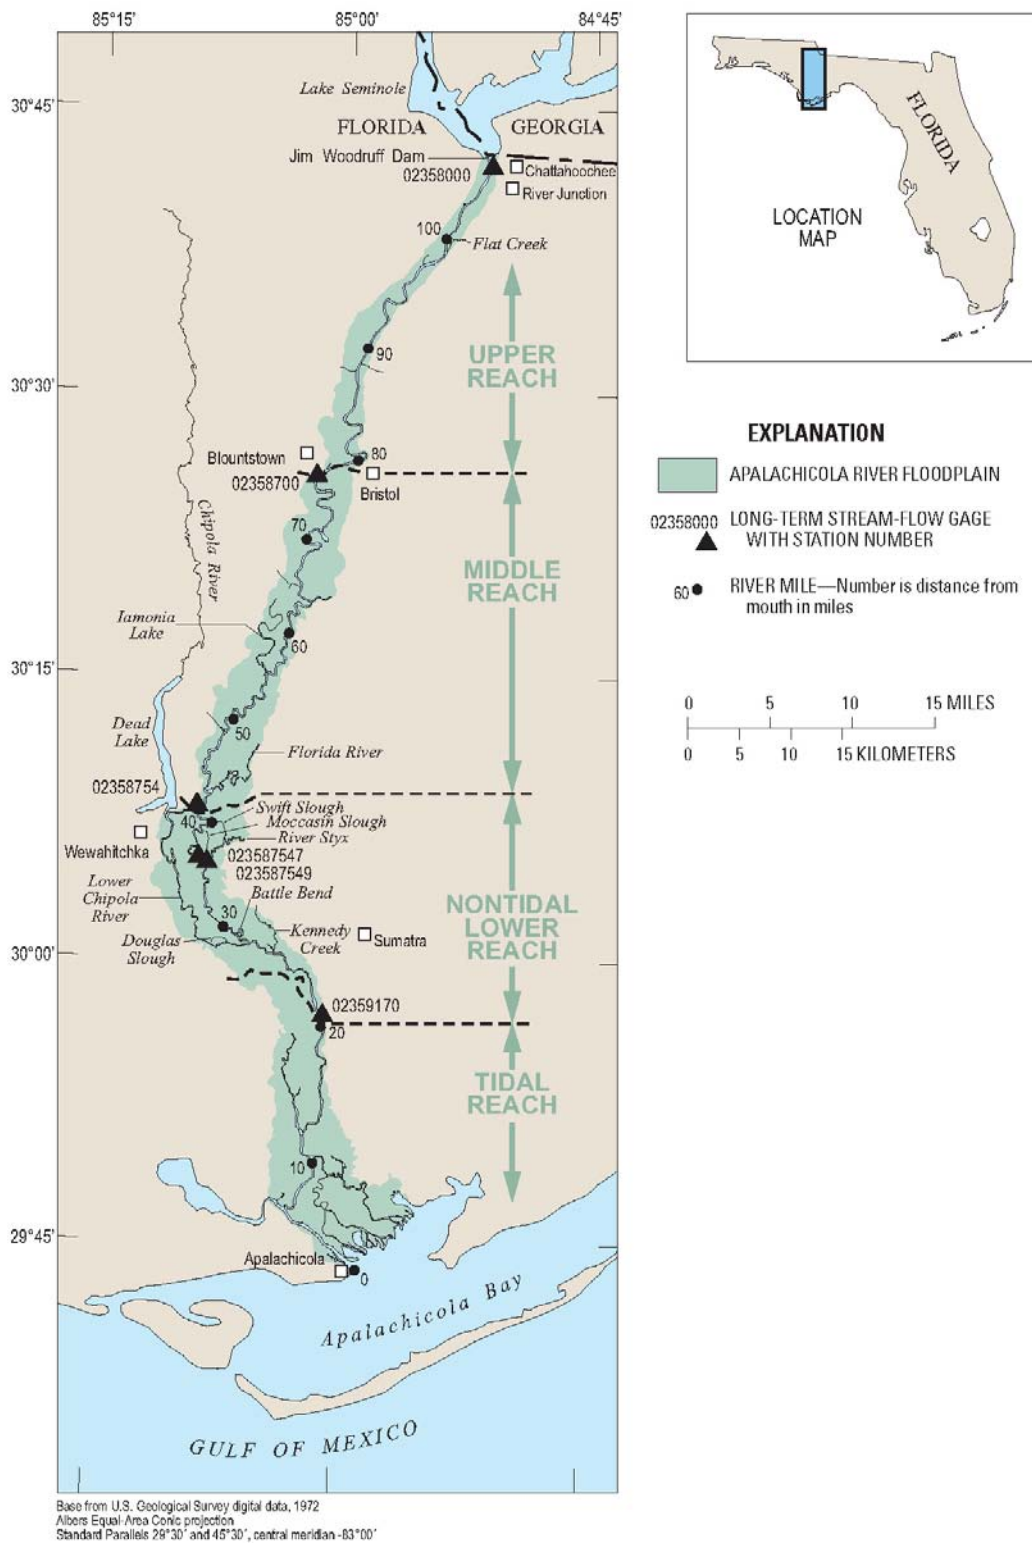 85°15'
85°00'
84°45'
30°45'
30°30'
30°15'
30°00'
29°45'
Lake Seminole
FLORIDA
GEORGIA
Jim Woodruff Dam
02358000
Chattahoochee
River Junction
100
Flat Creek
90
UPPER
REACH
Blountstown
80
02358700
Bristol
Chipola River
70
MIDDLE
REACH
Iamonia
Lake
60
Dead
Lake
50
Florida River
02358754
40
Swift Slough
Moccasin Slough
River Styx
Wewahitchka
023587547
023587549
Lower
Chipola
River
Battle Bend
30
Kennedy
Creek
Douglas
Slough
Sumatra
NONTIDAL
LOWER
REACH
02359170
20
TIDAL
REACH
10
Apalachicola
0
Apalachicola Bay
GULF OF MEXICO
Base from U.S. Geological Survey digital data, 1972
Albers Equal-Area Conic projection
Standard Parallels 29°30' and 45°30', central meridian -83°00'
FLORIDA
LOCATION
MAP
EXPLANATION
APALACHICOLA RIVER FLOODPLAIN
02358000 LONG-TERM STREAM-FLOW GAGE
WITH STATION NUMBER
60 RIVER MILE—Number is distance from
mouth in miles
0 5 10 15 MILES
0 5 10 15 KILOMETERS